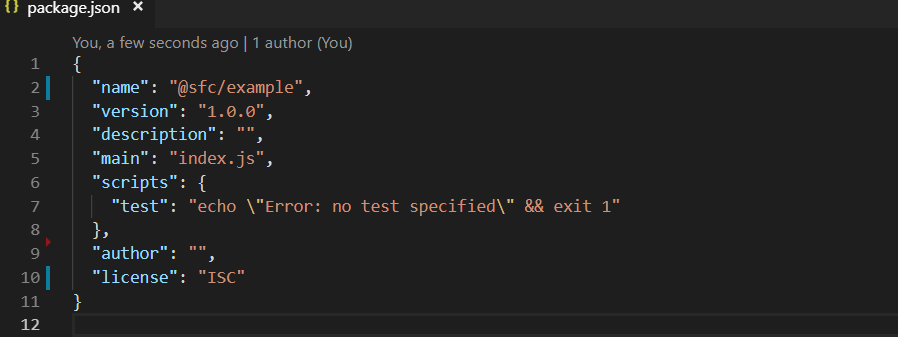 {} package.json ×
You, a few seconds ago | 1 author (You)
1 {
2 "name": "@sfc/example",
3 "version": "1.0.0",
4 "description": "",
5 "main": "index.js",
6 "scripts": {
7 "test": "echo \"Error: no test specified\" && exit 1"
8 },
9 "author": "",
10 "license": "ISC"
11 }
12